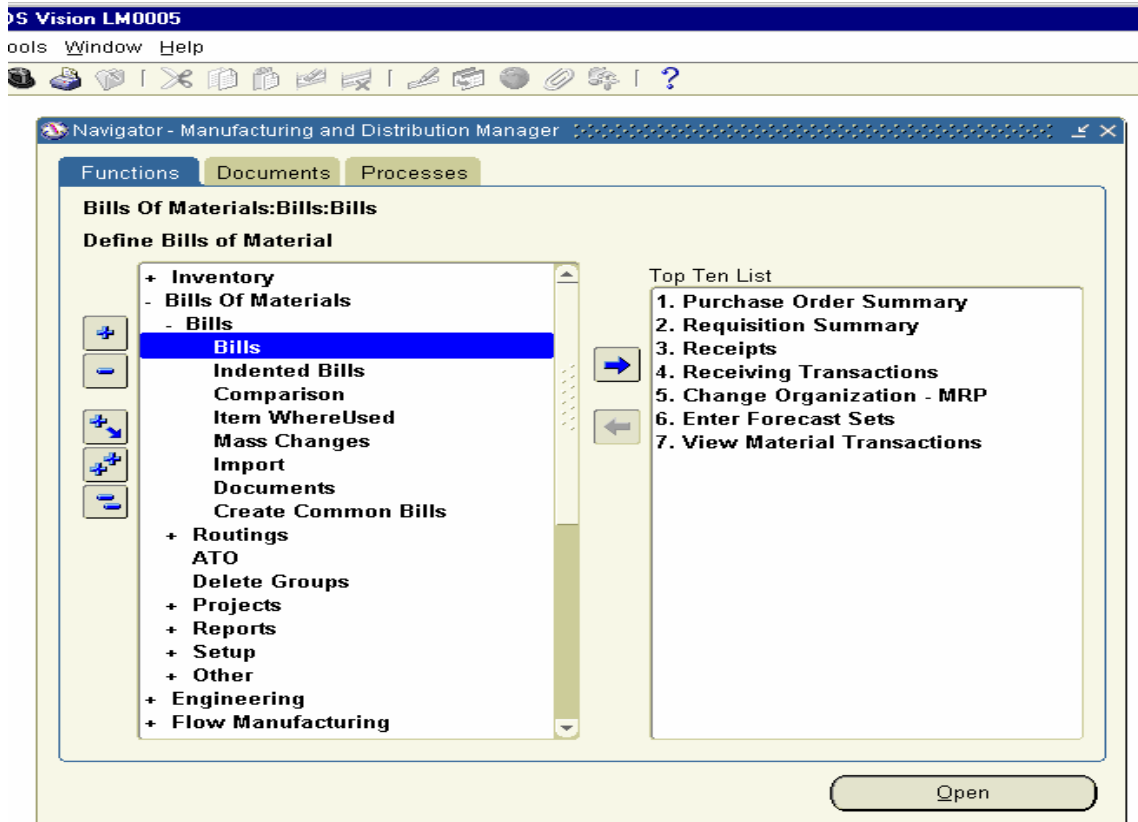 DS Vision LM0005
ools Window Help
Navigator - Manufacturing and Distribution Manager
Functions Documents Processes
Bills Of Materials:Bills:Bills
Define Bills of Material
+ Inventory
- Bills Of Materials
- Bills
Bills
Indented Bills
Comparison
Item WhereUsed
Mass Changes
Import
Documents
Create Common Bills
+ Routings
ATO
Delete Groups
+ Projects
+ Reports
+ Setup
+ Other
+ Engineering
+ Flow Manufacturing
Top Ten List
1. Purchase Order Summary
2. Requisition Summary
3. Receipts
4. Receiving Transactions
5. Change Organization - MRP
6. Enter Forecast Sets
7. View Material Transactions
Open